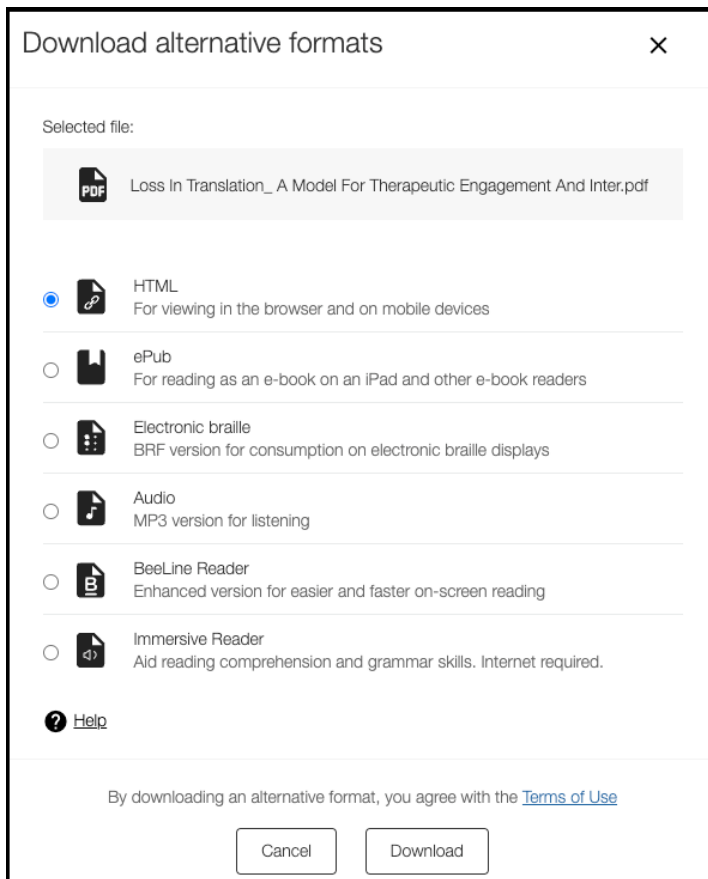 Download alternative formats
Selected file:
PDF
Loss In Translation_ A Model For Therapeutic Engagement And Inter.pdf
HTML
For viewing in the browser and on mobile devices
ePub
For reading as an e-book on an iPad and other e-book readers
Electronic braille
BRF version for consumption on electronic braille displays
Audio
MP3 version for listening
B
BeeLine Reader
Enhanced version for easier and faster on-screen reading
Immersive Reader
Aid reading comprehension and grammar skills. Internet required.
? Help
By downloading an alternative format, you agree with the Terms of Use
Cancel
Download